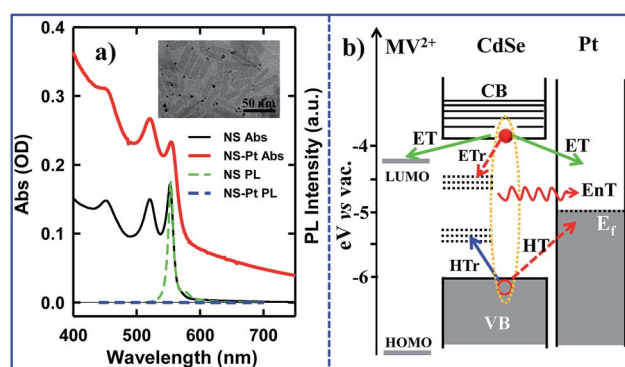 a)
50 nm
NS Abs
NS-Pt Abs
NS PL
NS-Pt PL
0.4
0.3
0.2
0.1
0.0
Abs (OD)
PL Intensity (a.u.)
400 500 600 700
Wavelength (nm)
b) MV2+ CdSe Pt
CB
-4
-5
-6
eV vs vac.
ET
LUMO
ETr
ET
EnT
HT
Ef
HTr
VB
HOMO